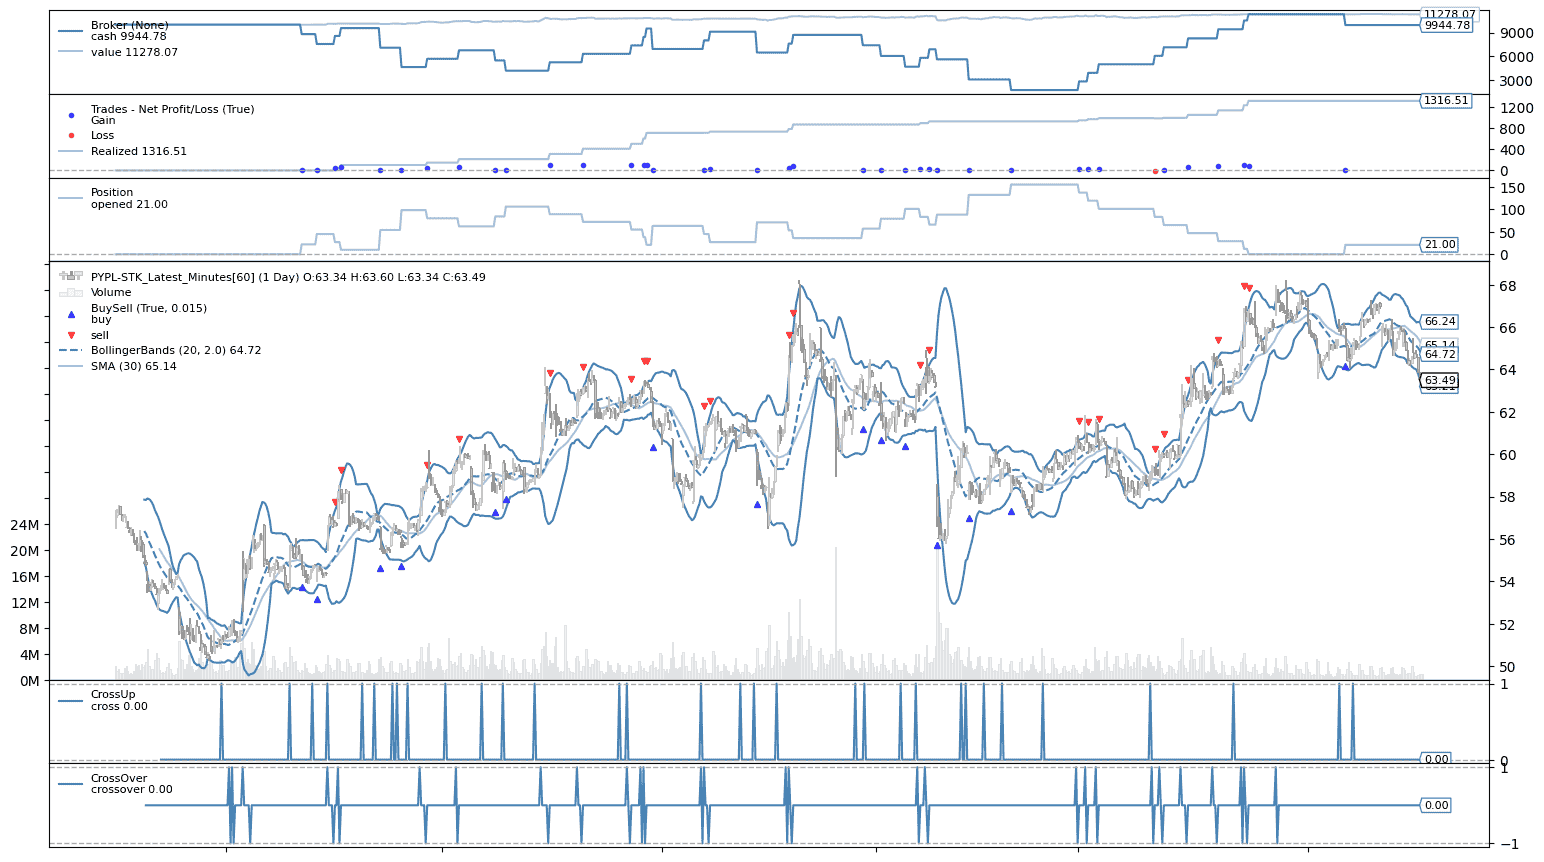 Broker (None)
cash 9944.78
value 11278.07
11278.07
9944.78
9000
6000
3000
Trades - Net Profit/Loss (True)
Gain
Loss
Realized 1316.51
1316.51
1200
800
400
0
Position
opened 21.00
150
100
50
21.00
0
PYPL-STK_Latest_Minutes[60] (1 Day) O:63.34 H:63.60 L:63.34 C:63.49
Volume
BuySell (True, 0.015)
buy
sell
BollingerBands (20, 2.0) 64.72
SMA (30) 65.14
68
66.24
66
65.14
64.72
64
63.49
62
60
58
56
54
52
50
24M
20M
16M
12M
8M
4M
0M
CrossUp
cross 0.00
1
0.00
0
CrossOver
crossover 0.00
1
0.00
−1